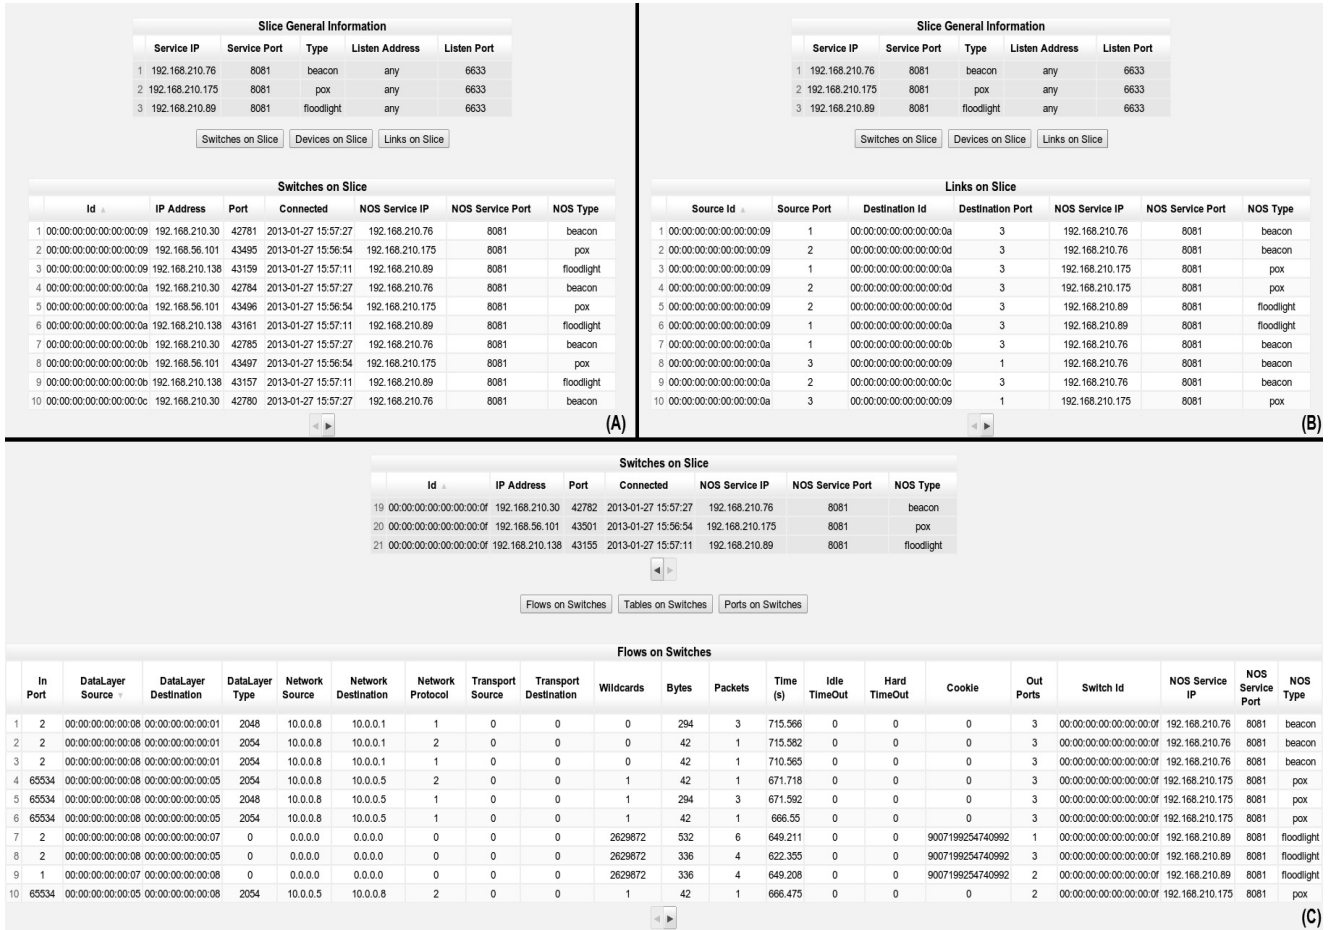 Slice General Information
Service IP Service Port Type Listen Address Listen Port
1 192.168.210.76 8081 beacon any 6633
2 192.168.210.175 8081 pox any 6633
3 192.168.210.89 8081 floodlight any 6633
Switches on Slice Devices on Slice Links on Slice
Switches on Slice
Id IP Address Port Connected NOS Service IP NOS Service Port NOS Type
1 00:00:00:00:00:00:00:09 192.168.210.30 42781 2013-01-27 15:57:27 192.168.210.76 8081 beacon
2 00:00:00:00:00:00:00:09 192.168.56.101 43495 2013-01-27 15:56:54 192.168.210.175 8081 pox
3 00:00:00:00:00:00:00:09 192.168.210.138 43159 2013-01-27 15:57:11 192.168.210.89 8081 floodlight
4 00:00:00:00:00:00:00:0a 192.168.210.30 42784 2013-01-27 15:57:27 192.168.210.76 8081 beacon
5 00:00:00:00:00:00:00:0a 192.168.56.101 43496 2013-01-27 15:56:54 192.168.210.175 8081 pox
6 00:00:00:00:00:00:00:0a 192.168.210.138 43161 2013-01-27 15:57:11 192.168.210.89 8081 floodlight
7 00:00:00:00:00:00:00:0b 192.168.210.30 42785 2013-01-27 15:57:27 192.168.210.76 8081 beacon
8 00:00:00:00:00:00:00:0b 192.168.56.101 43497 2013-01-27 15:56:54 192.168.210.175 8081 pox
9 00:00:00:00:00:00:00:0b 192.168.210.138 43157 2013-01-27 15:57:11 192.168.210.89 8081 floodlight
10 00:00:00:00:00:00:00:0c 192.168.210.30 42780 2013-01-27 15:57:27 192.168.210.76 8081 beacon
(A)
Slice General Information
Service IP Service Port Type Listen Address Listen Port
1 192.168.210.76 8081 beacon any 6633
2 192.168.210.175 8081 pox any 6633
3 192.168.210.89 8081 floodlight any 6633
Switches on Slice Devices on Slice Links on Slice
Links on Slice
Source Id Source Port Destination Id Destination Port NOS Service IP NOS Service Port NOS Type
1 00:00:00:00:00:00:00:09 1 00:00:00:00:00:00:00:0a 3 192.168.210.76 8081 beacon
2 00:00:00:00:00:00:00:09 2 00:00:00:00:00:00:00:0d 3 192.168.210.76 8081 beacon
3 00:00:00:00:00:00:00:09 1 00:00:00:00:00:00:00:0a 3 192.168.210.175 8081 pox
4 00:00:00:00:00:00:00:09 2 00:00:00:00:00:00:00:0d 3 192.168.210.175 8081 pox
5 00:00:00:00:00:00:00:09 2 00:00:00:00:00:00:00:0d 3 192.168.210.89 8081 floodlight
6 00:00:00:00:00:00:00:09 1 00:00:00:00:00:00:00:0a 3 192.168.210.89 8081 floodlight
7 00:00:00:00:00:00:00:0a 1 00:00:00:00:00:00:00:0b 3 192.168.210.76 8081 beacon
8 00:00:00:00:00:00:00:0a 3 00:00:00:00:00:00:00:09 1 192.168.210.76 8081 beacon
9 00:00:00:00:00:00:00:0a 2 00:00:00:00:00:00:00:0c 3 192.168.210.76 8081 beacon
10 00:00:00:00:00:00:00:0a 3 00:00:00:00:00:00:00:09 1 192.168.210.175 8081 pox
(B)
Switches on Slice
Id IP Address Port Connected NOS Service IP NOS Service Port NOS Type
19 00:00:00:00:00:00:00:0f 192.168.210.30 42782 2013-01-27 15:57:27 192.168.210.76 8081 beacon
20 00:00:00:00:00:00:00:0f 192.168.56.101 43501 2013-01-27 15:56:54 192.168.210.175 8081 pox
21 00:00:00:00:00:00:00:0f 192.168.210.138 43155 2013-01-27 15:57:11 192.168.210.89 8081 floodlight
Flows on Switches Tables on Switches Ports on Switches
Flows on Switches
In Port DataLayer Source DataLayer Destination DataLayer Type Network Source Network Destination Network Protocol Transport Source Transport Destination Wildcards Bytes Packets Time (s) Idle TimeOut Hard TimeOut Cookie Out Ports Switch Id NOS Service IP NOS Service Port NOS Type
1 2 00:00:00:00:00:08 00:00:00:00:00:01 2048 10.0.0.8 10.0.0.1 1 0 0 0 294 3 715.566 0 0 0 3 00:00:00:00:00:00:00:0f 192.168.210.76 8081 beacon
2 2 00:00:00:00:00:08 00:00:00:00:00:01 2054 10.0.0.8 10.0.0.1 2 0 0 0 42 1 715.582 0 0 0 3 00:00:00:00:00:00:00:0f 192.168.210.76 8081 beacon
3 2 00:00:00:00:00:08 00:00:00:00:00:01 2054 10.0.0.8 10.0.0.1 1 0 0 0 42 1 710.565 0 0 0 3 00:00:00:00:00:00:00:0f 192.168.210.76 8081 beacon
4 65534 00:00:00:00:00:08 00:00:00:00:00:05 2054 10.0.0.8 10.0.0.5 2 0 0 1 42 1 671.718 0 0 0 3 00:00:00:00:00:00:00:0f 192.168.210.175 8081 pox
5 65534 00:00:00:00:00:08 00:00:00:00:00:05 2048 10.0.0.8 10.0.0.5 1 0 0 1 294 3 671.592 0 0 0 3 00:00:00:00:00:00:00:0f 192.168.210.175 8081 pox
6 65534 00:00:00:00:00:08 00:00:00:00:00:05 2054 10.0.0.8 10.0.0.5 1 0 0 1 42 1 666.55 0 0 0 3 00:00:00:00:00:00:00:0f 192.168.210.175 8081 pox
7 2 00:00:00:00:00:08 00:00:00:00:00:07 0 0.0.0.0 0.0.0.0 0 0 0 2629872 532 6 649.211 0 0 9007199254740992 1 00:00:00:00:00:00:00:0f 192.168.210.89 8081 floodlight
8 2 00:00:00:00:00:08 00:00:00:00:00:05 0 0.0.0.0 0.0.0.0 0 0 0 2629872 336 4 622.355 0 0 9007199254740992 3 00:00:00:00:00:00:00:0f 192.168.210.89 8081 floodlight
9 1 00:00:00:00:00:07 00:00:00:00:00:08 0 0.0.0.0 0.0.0.0 0 0 0 2629872 336 4 649.208 0 0 9007199254740992 2 00:00:00:00:00:00:00:0f 192.168.210.89 8081 floodlight
10 65534 00:00:00:00:00:05 00:00:00:00:00:08 2054 10.0.0.5 10.0.0.8 2 0 0 1 42 1 666.475 0 0 0 2 00:00:00:00:00:00:00:0f 192.168.210.175 8081 pox
(C)